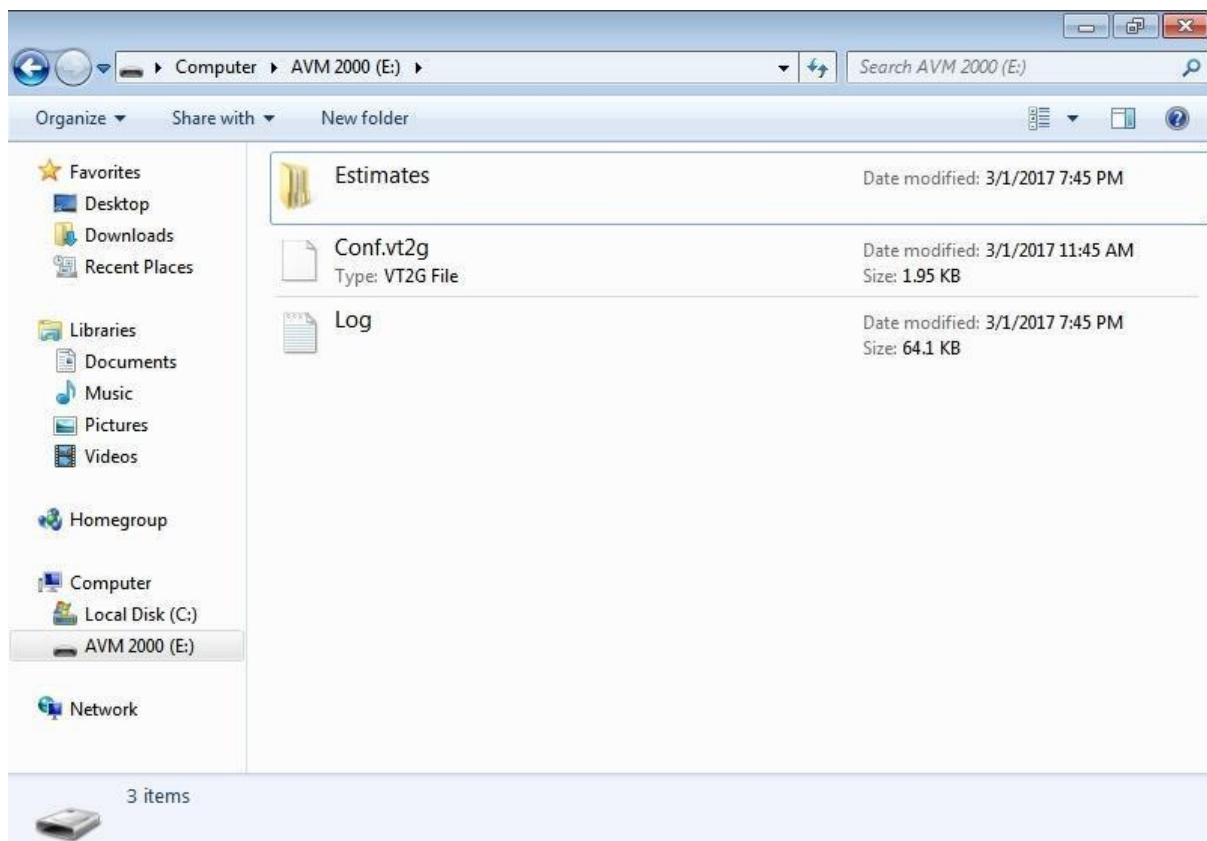 Computer AVM 2000 (E:)
Search AVM 2000 (E:)
Organize Share with New folder
Favorites
Desktop
Downloads
Recent Places
Libraries
Documents
Music
Pictures
Videos
Homegroup
Computer
Local Disk (C:)
AVM 2000 (E:)
Network
Estimates
Date modified: 3/1/2017 7:45 PM
Conf.vt2g
Type: VT2G File
Date modified: 3/1/2017 11:45 AM
Size: 1.95 KB
Log
Date modified: 3/1/2017 7:45 PM
Size: 64.1 KB
3 items